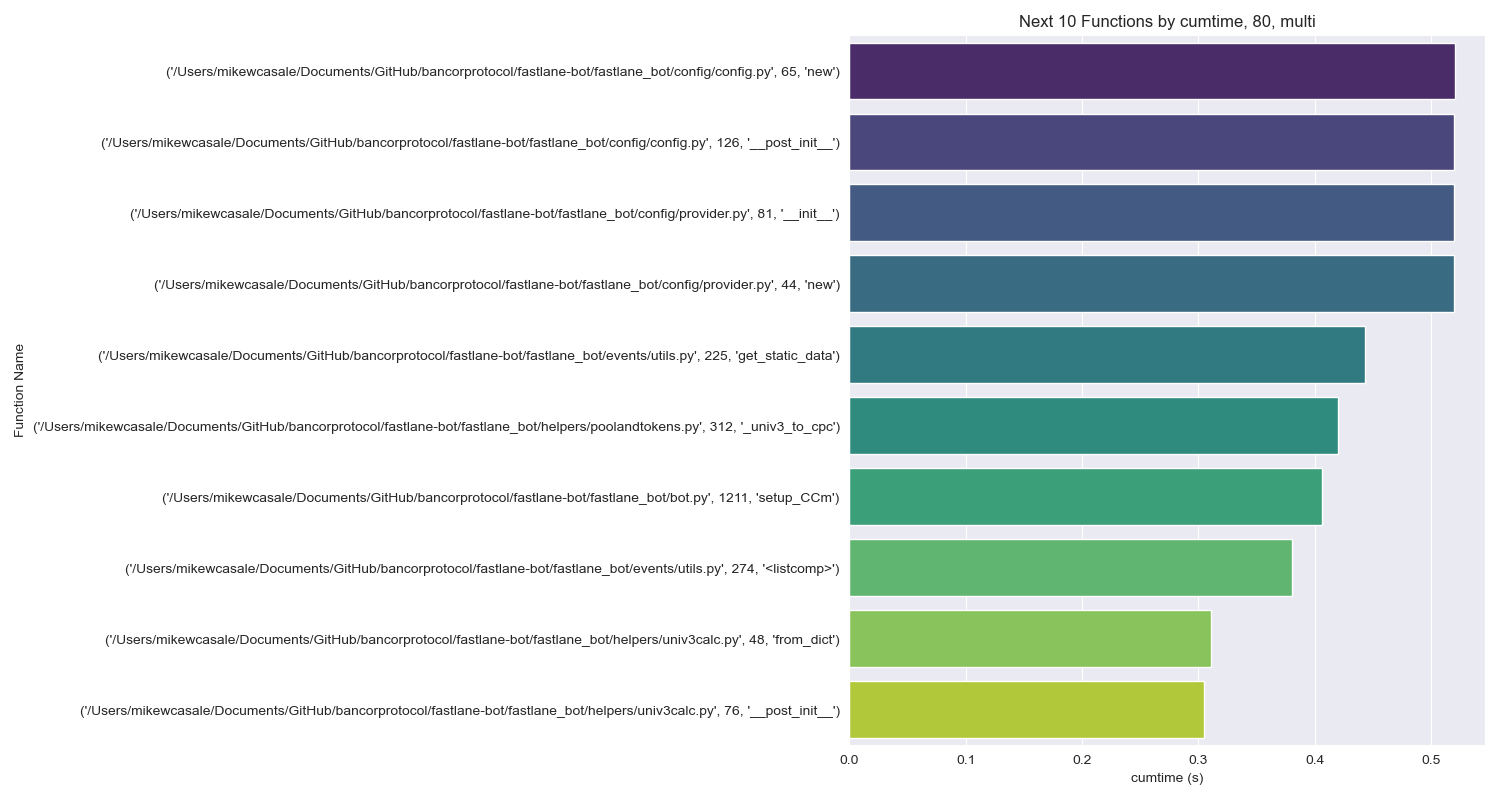 Next 10 Functions by cumtime, 80, multi
('/Users/mikewcasale/Documents/GitHub/bancorprotocol/fastlane-bot/fastlane_bot/config/config.py', 65, 'new')
('/Users/mikewcasale/Documents/GitHub/bancorprotocol/fastlane-bot/fastlane_bot/config/config.py', 126, '__post_init__')
('/Users/mikewcasale/Documents/GitHub/bancorprotocol/fastlane-bot/fastlane_bot/config/provider.py', 81, '__init__')
('/Users/mikewcasale/Documents/GitHub/bancorprotocol/fastlane-bot/fastlane_bot/config/provider.py', 44, 'new')
('/Users/mikewcasale/Documents/GitHub/bancorprotocol/fastlane-bot/fastlane_bot/events/utils.py', 225, 'get_static_data')
('/Users/mikewcasale/Documents/GitHub/bancorprotocol/fastlane-bot/fastlane_bot/helpers/poolandtokens.py', 312, '_univ3_to_cpc')
('/Users/mikewcasale/Documents/GitHub/bancorprotocol/fastlane-bot/fastlane_bot/bot.py', 1211, 'setup_CCm')
('/Users/mikewcasale/Documents/GitHub/bancorprotocol/fastlane-bot/fastlane_bot/events/utils.py', 274, '<listcomp>')
('/Users/mikewcasale/Documents/GitHub/bancorprotocol/fastlane-bot/fastlane_bot/helpers/univ3calc.py', 48, 'from_dict')
('/Users/mikewcasale/Documents/GitHub/bancorprotocol/fastlane-bot/fastlane_bot/helpers/univ3calc.py', 76, '__post_init__')
Function Name
0.0 0.1 0.2 0.3 0.4 0.5
cumtime (s)